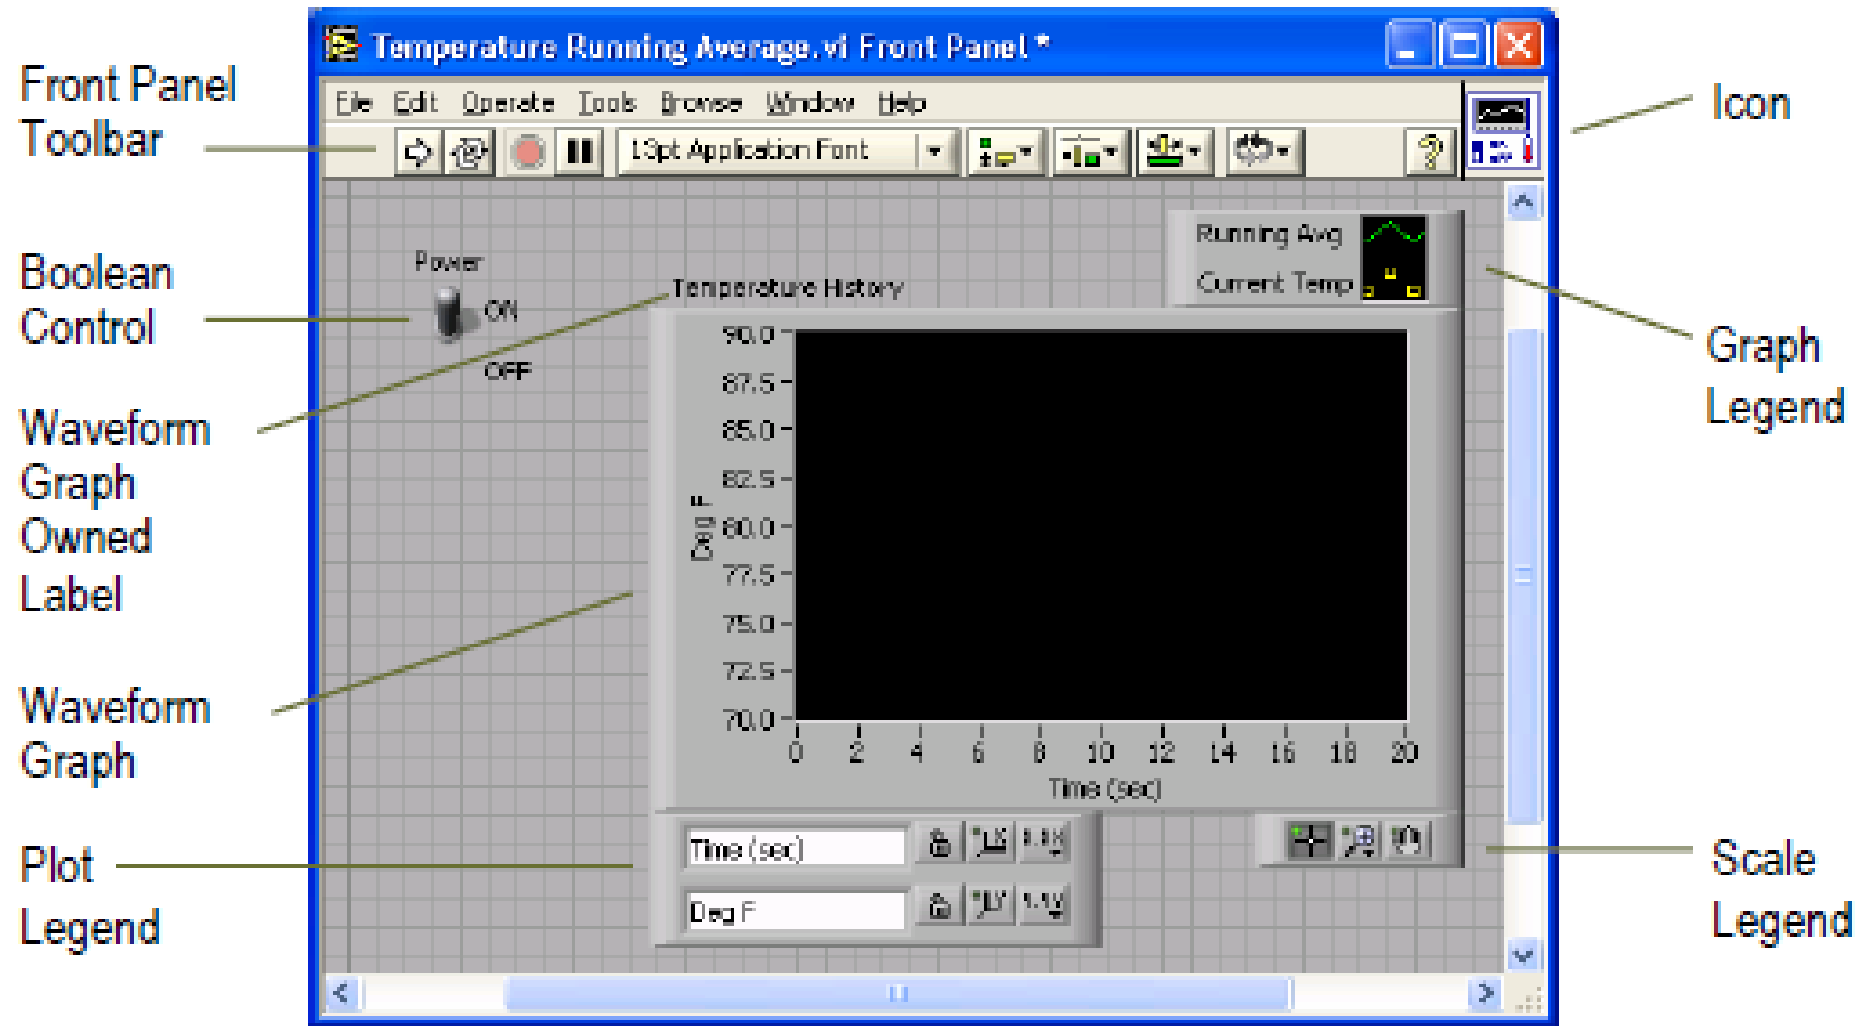 Temperature Running Average.vi Front Panel *
File Edit Operate Tools Browse Window Help
13pt Application Font
Front Panel
Toolbar
Icon
Boolean
Control
Power
ON
OFF
Temperature History
Running Avg
Current Temp
Graph
Legend
Waveform
Graph
Owned
Label
Waveform
Graph
90.0
87.5
85.0
82.5
80.0
77.5
75.0
72.5
70.0
Deg F
0 2 4 6 8 10 12 14 16 18 20
Time (sec)
Plot
Legend
Time (sec)
Deg F
Scale
Legend